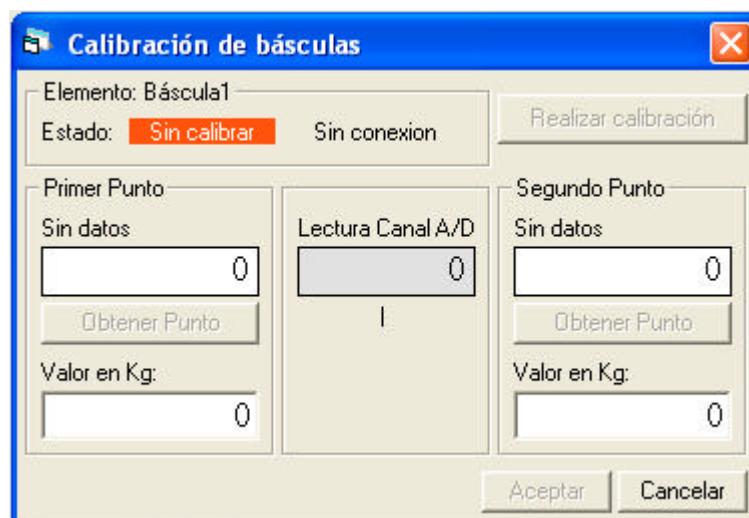 Calibración de básculas
Elemento: Báscula1
Estado: Sin calibrar Sin conexion
Realizar calibración
Primer Punto
Sin datos
0
Obtener Punto
Valor en Kg:
0
Lectura Canal A/D
0
|
Segundo Punto
Sin datos
0
Obtener Punto
Valor en Kg:
0
Aceptar Cancelar